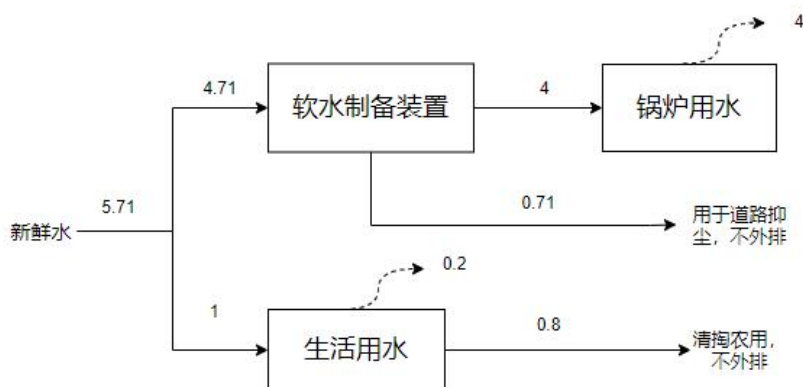 4
4.71
软水制备装置
4
锅炉用水
5.71
新鲜水
0.71
用于道路抑
尘，不外排
0.2
1
生活用水
0.8
清掏农用，
不外排